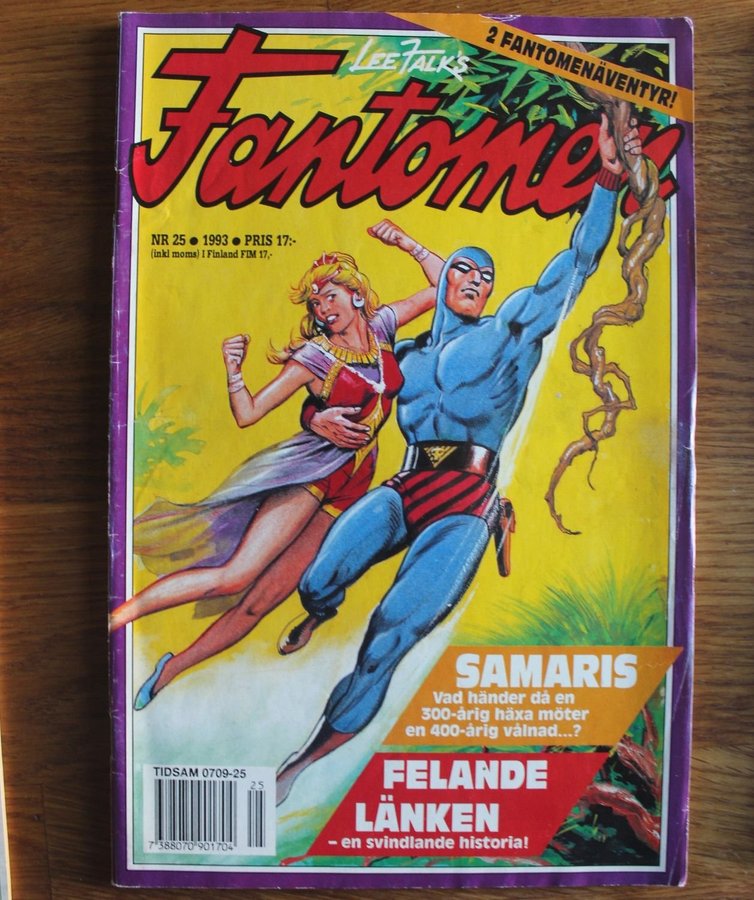 2 FANTOMENÄVENTYR!
LEE FALK'S
Fantomen
NR 25 ● 1993 ● PRIS 17:-
(inkl moms) I Finland FIM 17,-
SAMARIS
Vad händer då en
300-årig häxa möter
en 400-årig vålnad...?
FELANDE
LÄNKEN
– en svindlande historia!
TIDSAM 0709-25
25
7 388070 901704